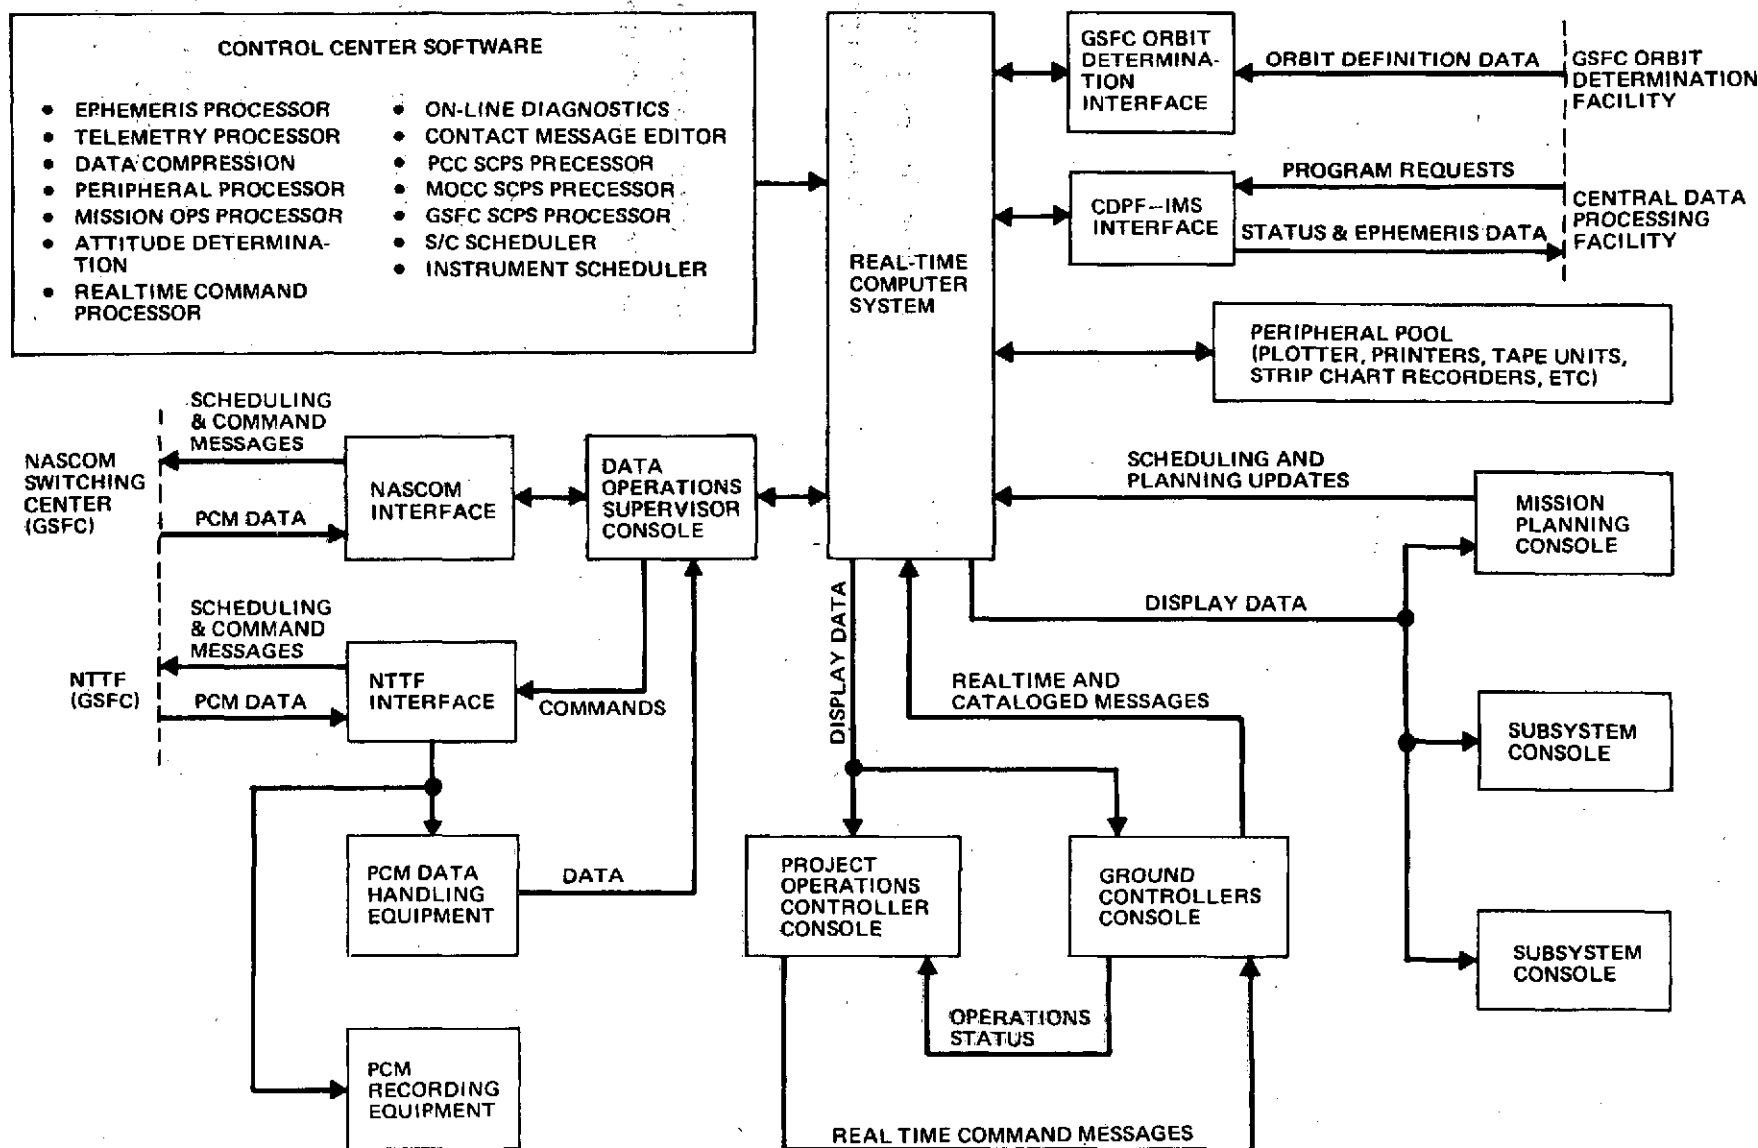 CONTROL CENTER SOFTWARE
• EPHEMERIS PROCESSOR
• TELEMETRY PROCESSOR
• DATA COMPRESSION
• PERIPHERAL PROCESSOR
• MISSION OPS PROCESSOR
• ATTITUDE DETERMINA-
TION
• REALTIME COMMAND
PROCESSOR
• ON-LINE DIAGNOSTICS
• CONTACT MESSAGE EDITOR
• PCC SCPS PRECESSOR
• MOCC SCPS PRECESSOR
• GSFC SCPS PROCESSOR
• S/C SCHEDULER
• INSTRUMENT SCHEDULER
REAL-TIME
COMPUTER
SYSTEM
GSFC ORBIT
DETERMINA-
TION
INTERFACE
ORBIT DEFINITION DATA
GSFC ORBIT
DETERMINATION
FACILITY
CDPF-IMS
INTERFACE
PROGRAM REQUESTS
STATUS & EPHEMERIS DATA
CENTRAL DATA
PROCESSING
FACILITY
PERIPHERAL POOL
(PLOTTER, PRINTERS, TAPE UNITS,
STRIP CHART RECORDERS, ETC)
NASCOM
SWITCHING
CENTER
(GSFC)
SCHEDULING
& COMMAND
MESSAGES
PCM DATA
NASCOM
INTERFACE
DATA
OPERATIONS
SUPERVISOR
CONSOLE
SCHEDULING AND
PLANNING UPDATES
MISSION
PLANNING
CONSOLE
NTTF
(GSFC)
SCHEDULING
& COMMAND
MESSAGES
PCM DATA
NTTF
INTERFACE
COMMANDS
DISPLAY DATA
DISPLAY DATA
REALTIME AND
CATALOGED MESSAGES
SUBSYSTEM
CONSOLE
PCM DATA
HANDLING
EQUIPMENT
DATA
PROJECT
OPERATIONS
CONTROLLER
CONSOLE
GROUND
CONTROLLERS
CONSOLE
SUBSYSTEM
CONSOLE
OPERATIONS
STATUS
PCM
RECORDING
EQUIPMENT
REAL TIME COMMAND MESSAGES